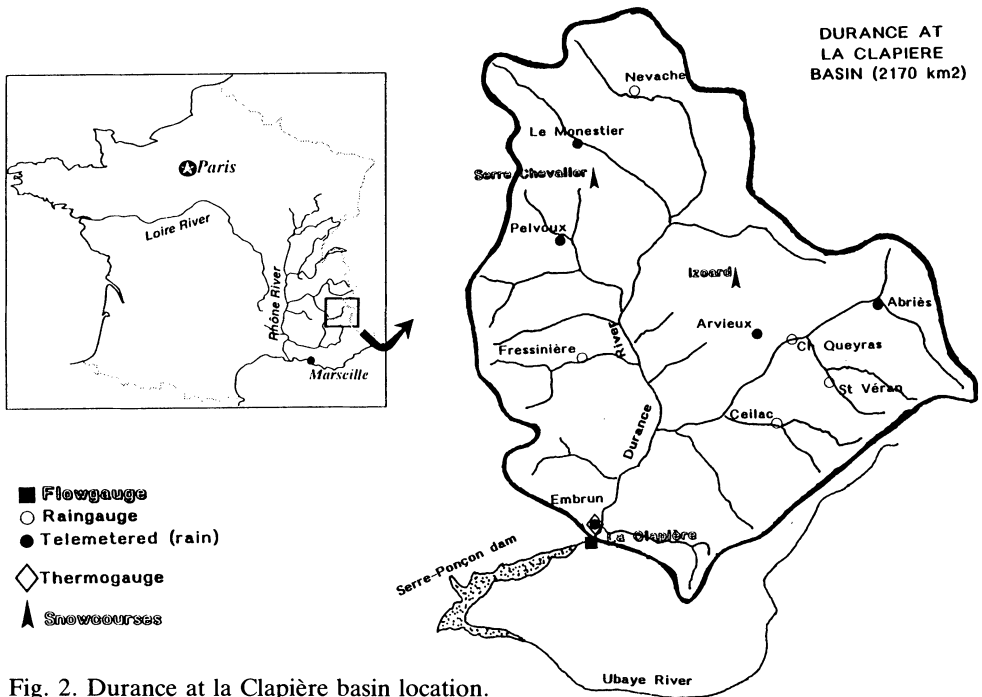 DURANCE AT
LA CLAPIERE
BASIN (2170 km2)
Nevache
Le Monestier
Serre Chevalier
Pelvoux
Izoard
Abriès
Arvieux
Ch Queyras
Fressinière
St Véran
Ceilac
River
Durance
Embrun
La Clapière
Serre-Ponçon dam
Ubaye River
Paris
Loire River
Rhône River
Marseille
Flowgauge
Raingauge
Telemetered (rain)
Thermogauge
Snowcourses
Fig. 2. Durance at la Clapière basin location.